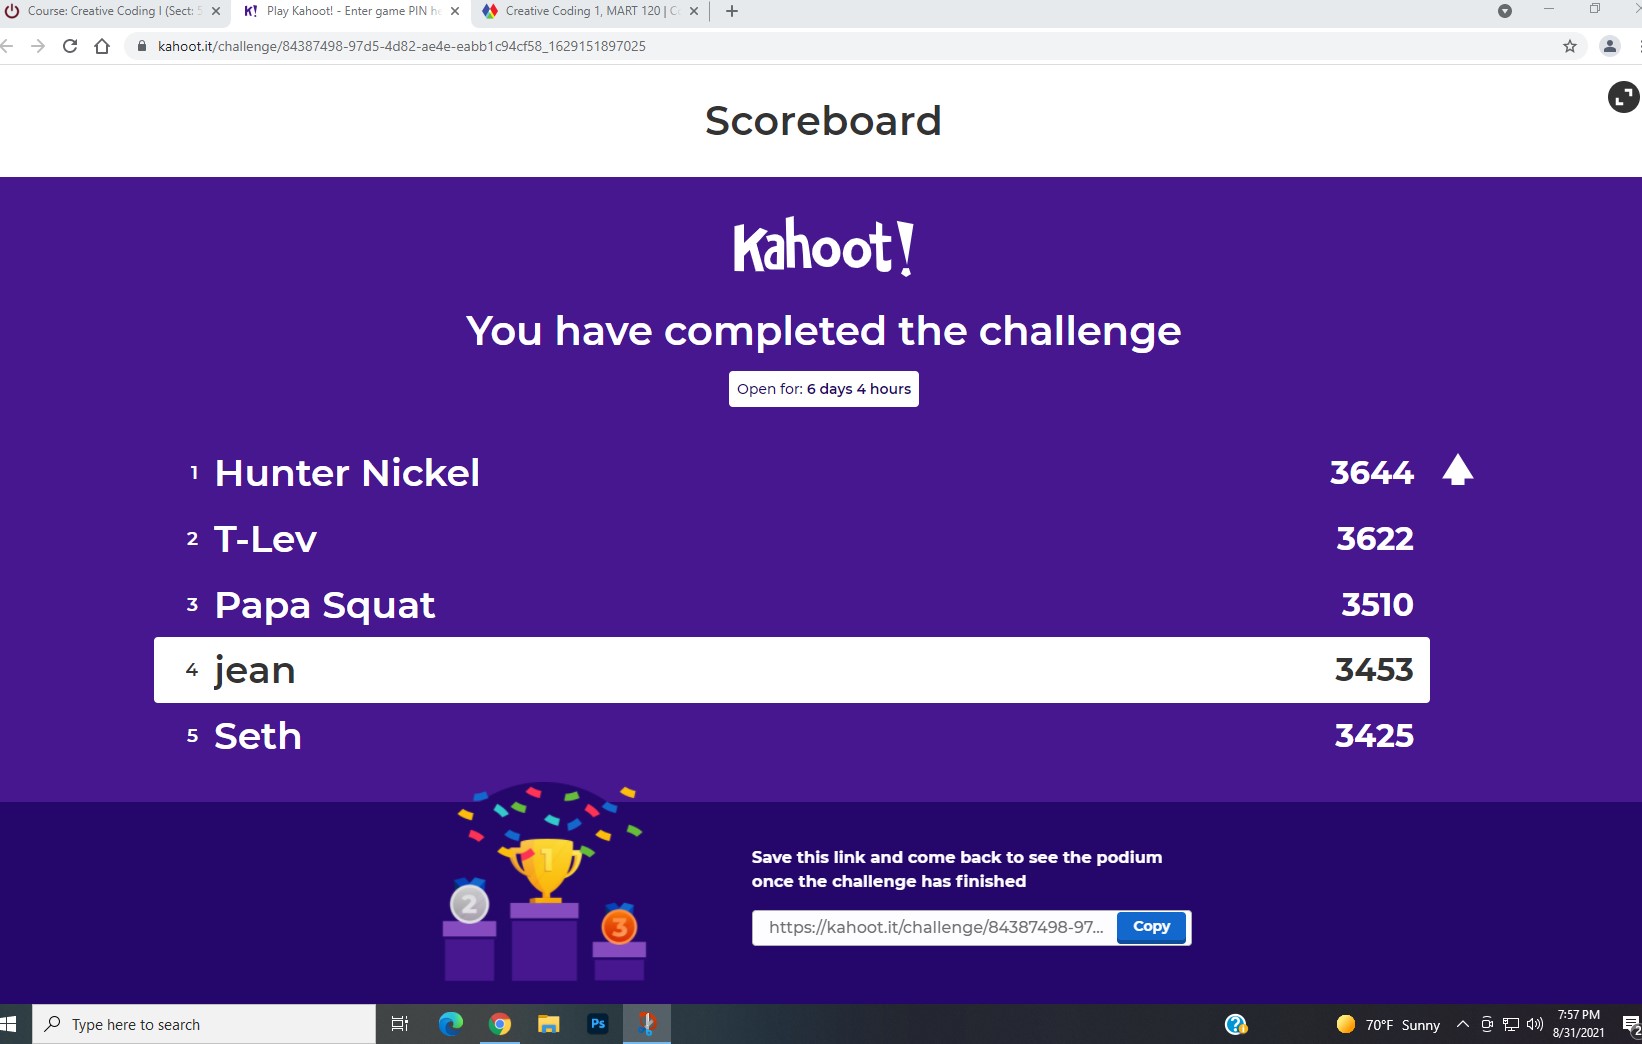 Course: Creative Coding I (Sect:
K! Play Kahoot! - Enter game PIN
Creative Coding 1, MART 120 |
kahoot.it/challenge/84387498-97d5-4d82-ae4e-eabb1c94cf58_1629151897025
Scoreboard
Kahoot!
You have completed the challenge
Open for: 6 days 4 hours
1 Hunter Nickel 3644
2 T-Lev 3622
3 Papa Squat 3510
4 jean 3453
5 Seth 3425
1
2
3
Save this link and come back to see the podium
once the challenge has finished
https://kahoot.it/challenge/84387498-97... Copy
Type here to search
Ps
70°F Sunny
7:57 PM
8/31/2021
2